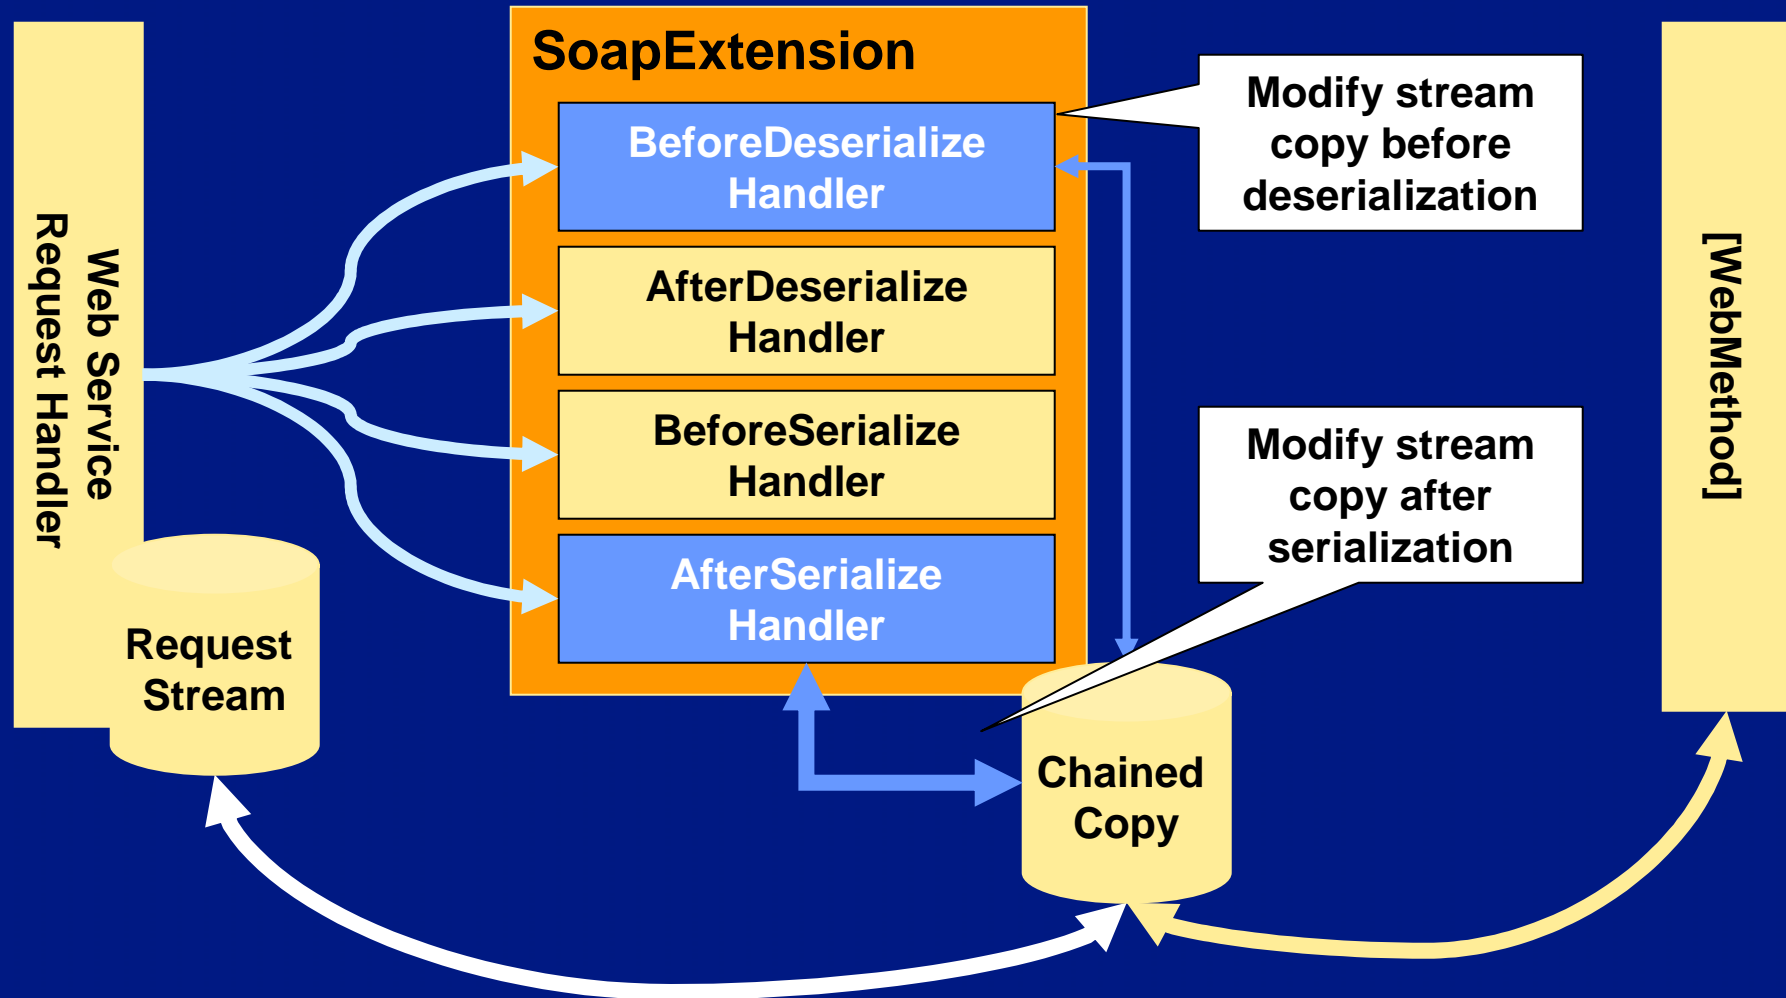 SoapExtension
Web Service
Request Handler
BeforeDeserialize
Handler
AfterDeserialize
Handler
BeforeSerialize
Handler
AfterSerialize
Handler
Modify stream
copy before
deserialization
Modify stream
copy after
serialization
[WebMethod]
Request
Stream
Chained
Copy